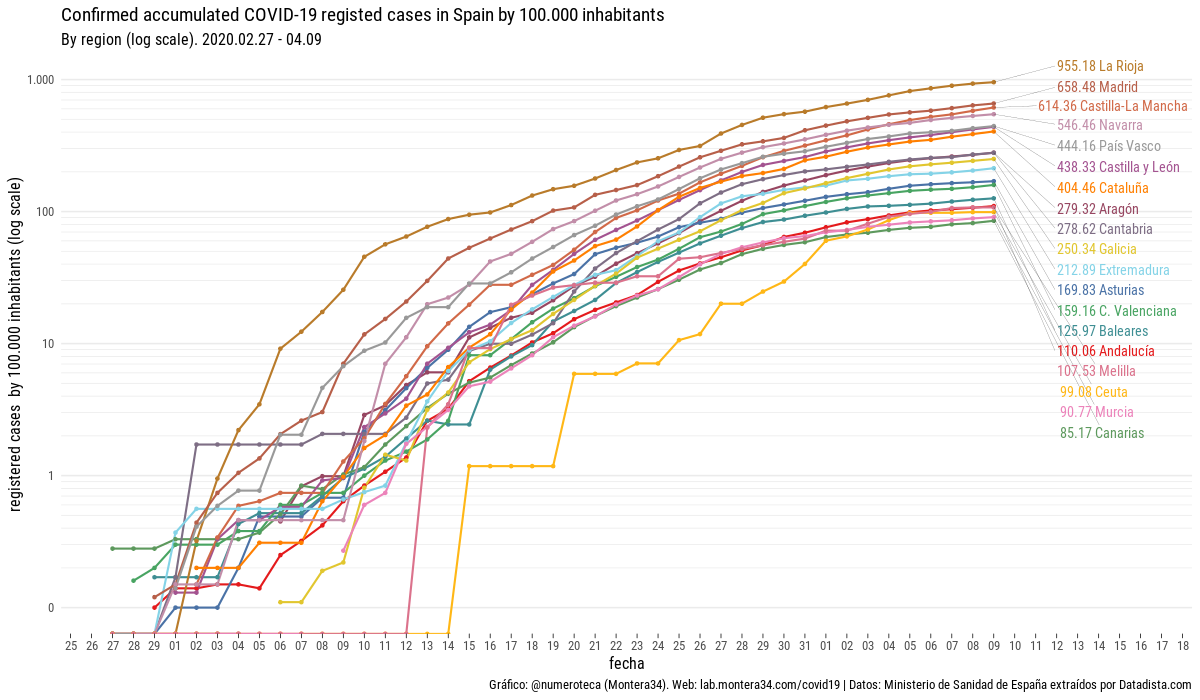 Confirmed accumulated COVID-19 registed cases in Spain by 100.000 inhabitants
By region (log scale). 2020.02.27 - 04.09
registered cases by 100.000 inhabitants (log scale)
1.000
100
10
1
0
955.18 La Rioja
658.48 Madrid
614.36 Castilla-La Mancha
546.46 Navarra
444.16 País Vasco
438.33 Castilla y León
404.46 Cataluña
279.32 Aragón
278.62 Cantabria
250.34 Galicia
212.89 Extremadura
169.83 Asturias
159.16 C. Valenciana
125.97 Baleares
110.06 Andalucía
107.53 Melilla
99.08 Ceuta
90.77 Murcia
85.17 Canarias
25 26 27 28 29 01 02 03 04 05 06 07 08 09 10 11 12 13 14 15 16 17 18 19 20 21 22 23 24 25 26 27 28 29 30 31 01 02 03 04 05 06 07 08 09 10 11 12 13 14 15 16 17 18
fecha
Gráfico: @numeroteca (Montera34). Web: lab.montera34.com/covid19 | Datos: Ministerio de Sanidad de España extraídos por Datadista.com